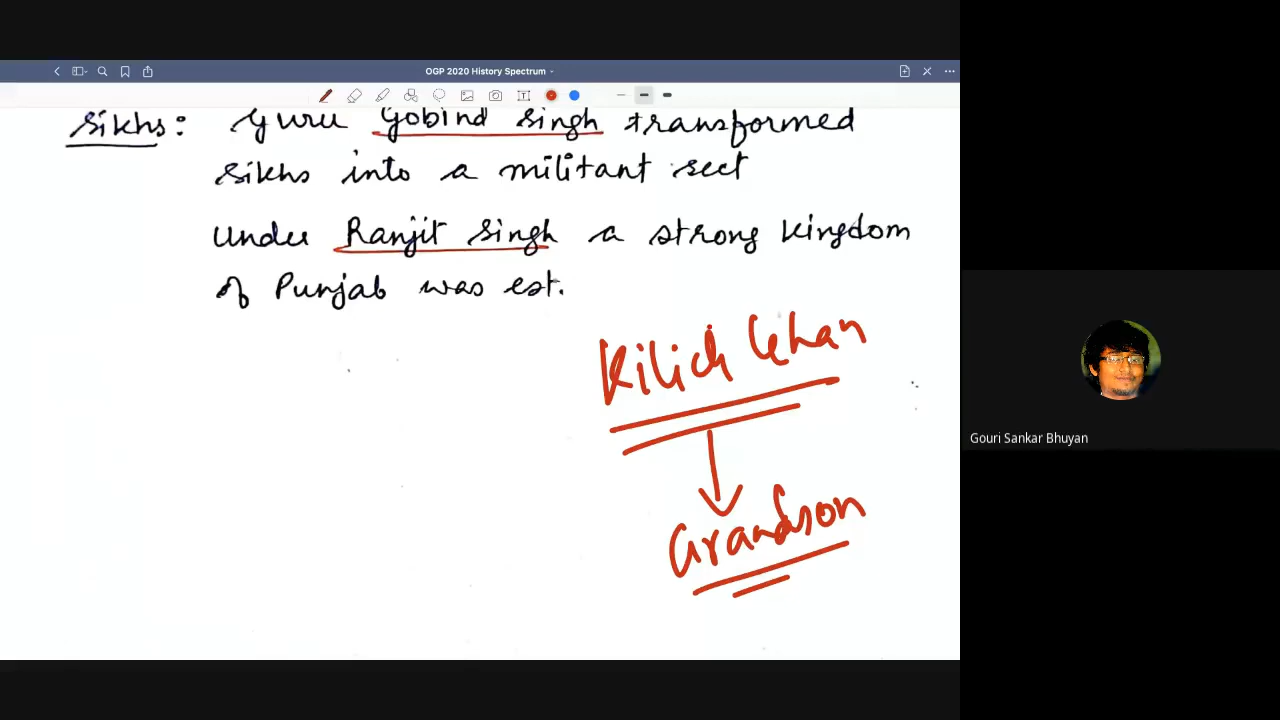 OGP 2020 History Spectrum
Sikhs: Guru Gobind Singh transformed
Sikhs into a militant sect
Under Ranjit Singh a strong kingdom
of Punjab was est.
Kilich Khan
Grandson
Gouri Sankar Bhuyan